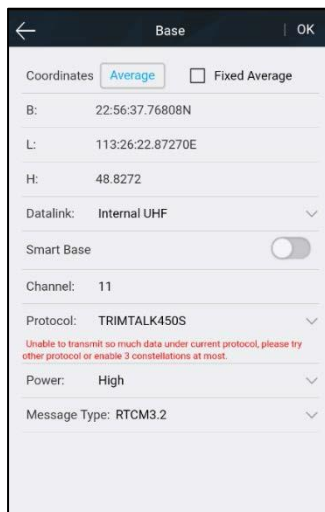 Base | OK
Coordinates Average Fixed Average
B: 22:56:37.76808N
L: 113:26:22.87270E
H: 48.8272
Datalink: Internal UHF
Smart Base
Channel: 11
Protocol: TRIMTALK450S
Unable to transmit so much data under current protocol, please try
other protocol or enable 3 constellations at most.
Power: High
Message Type: RTCM3.2